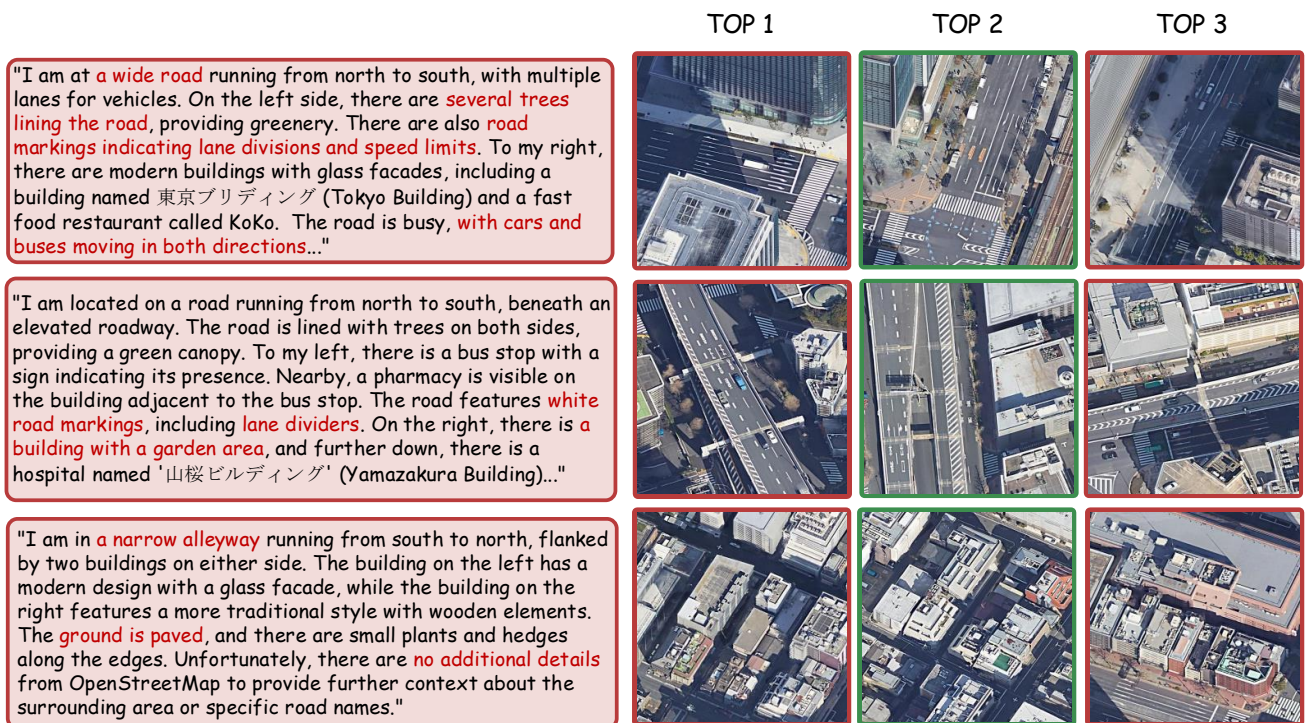 TOP 1
TOP 2
TOP 3
"I am at a wide road running from north to south, with multiple
lanes for vehicles. On the left side, there are several trees
lining the road, providing greenery. There are also road
markings indicating lane divisions and speed limits. To my right,
there are modern buildings with glass facades, including a
building named 東京ブリディング (Tokyo Building) and a fast
food restaurant called KoKo. The road is busy, with cars and
buses moving in both directions..."
"I am located on a road running from north to south, beneath an
elevated roadway. The road is lined with trees on both sides,
providing a green canopy. To my left, there is a bus stop with a
sign indicating its presence. Nearby, a pharmacy is visible on
the building adjacent to the bus stop. The road features white
road markings, including lane dividers. On the right, there is a
building with a garden area, and further down, there is a
hospital named '山桜ビルディング' (Yamazakura Building)..."
"I am in a narrow alleyway running from south to north, flanked
by two buildings on either side. The building on the left has a
modern design with a glass facade, while the building on the
right features a more traditional style with wooden elements.
The ground is paved, and there are small plants and hedges
along the edges. Unfortunately, there are no additional details
from OpenStreetMap to provide further context about the
surrounding area or specific road names."